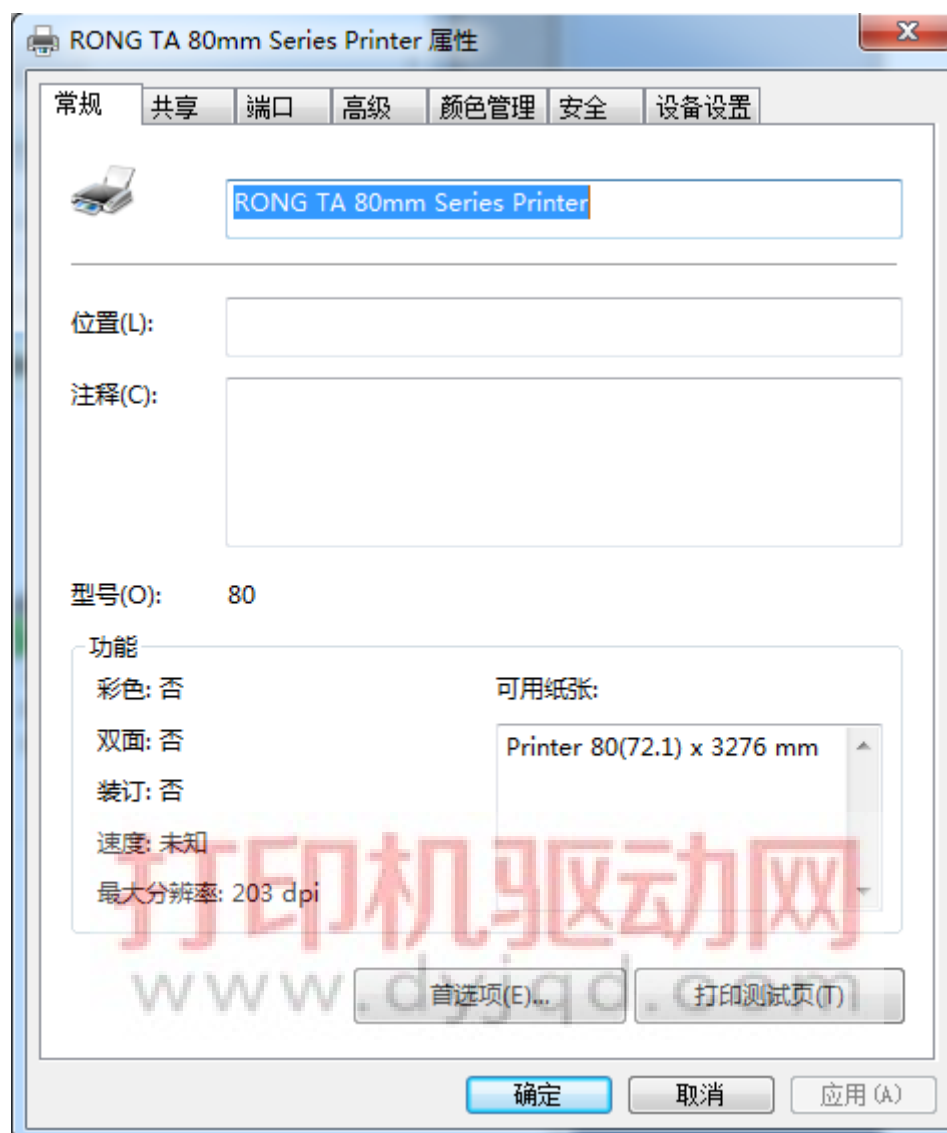 RONG TA 80mm Series Printer 属性
常规 共享 端口 高级 颜色管理 安全 设备设置
RONG TA 80mm Series Printer
位置(L):
注释(C):
型号(O): 80
功能
彩色: 否 可用纸张:
双面: 否 Printer 80(72.1) x 3276 mm
装订: 否
速度: 未知
最大分辨率: 203 dpi
打印机驱动网
www.dyjqd.com
首选项(E)... 打印测试页(T)
确定 取消 应用(A)